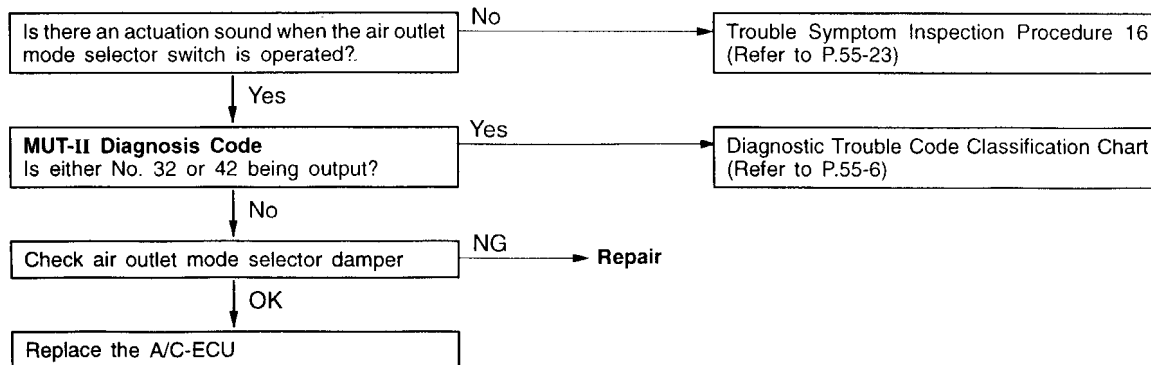 Is there an actuation sound when the air outlet
mode selector switch is operated?.
No
Trouble Symptom Inspection Procedure 16
(Refer to P.55-23)
Yes
MUT-II Diagnosis Code
Is either No. 32 or 42 being output?
Yes
Diagnostic Trouble Code Classification Chart
(Refer to P.55-6)
No
Check air outlet mode selector damper
NG
Repair
OK
Replace the A/C-ECU